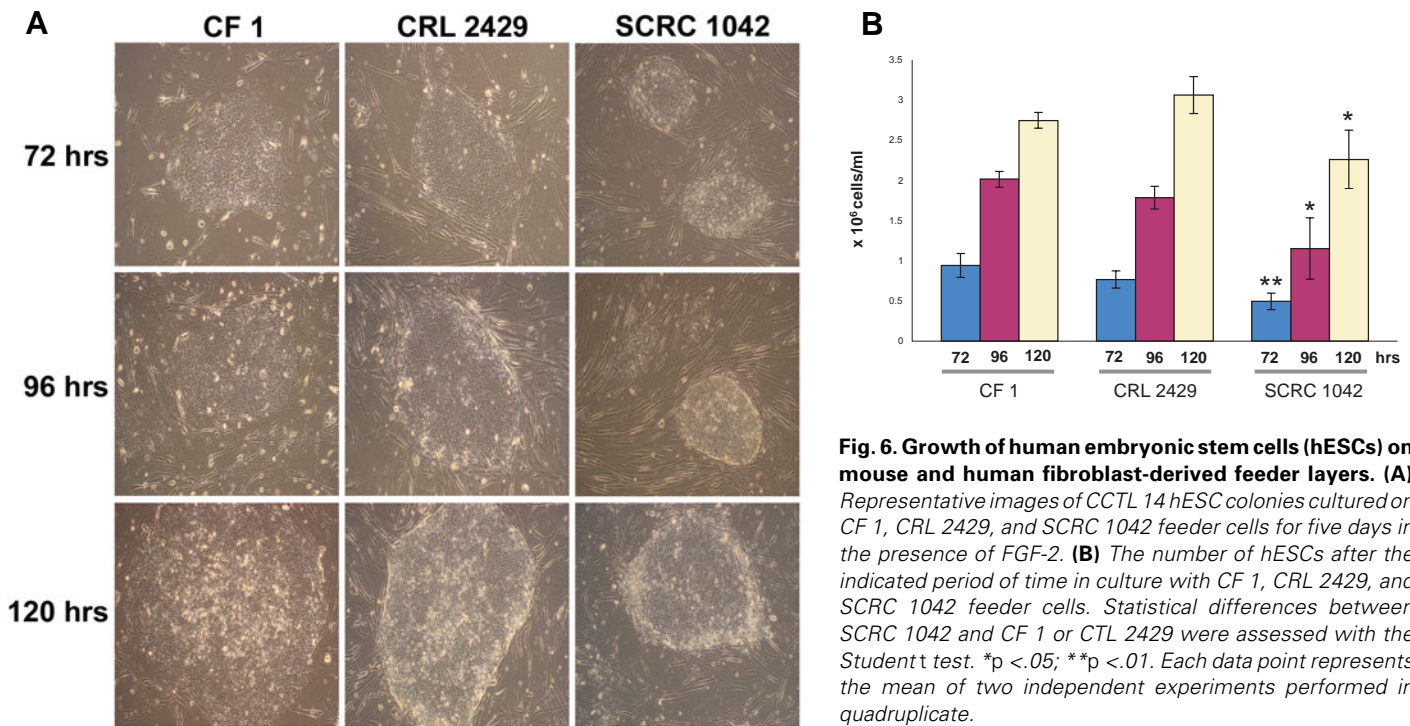 A
CF 1 CRL 2429 SCRC 1042
72 hrs
96 hrs
120 hrs
B
3.5
3
2.5
2
1.5
1
0.5
0
x 10⁶ cells/ml
**
*
*
72 96 120 72 96 120 72 96 120 hrs
CF 1 CRL 2429 SCRC 1042
Fig. 6. Growth of human embryonic stem cells (hESCs) on
mouse and human fibroblast-derived feeder layers. (A)
Representative images of CCTL 14 hESC colonies cultured on
CF 1, CRL 2429, and SCRC 1042 feeder cells for five days in
the presence of FGF-2. (B) The number of hESCs after the
indicated period of time in culture with CF 1, CRL 2429, and
SCRC 1042 feeder cells. Statistical differences between
SCRC 1042 and CF 1 or CTL 2429 were assessed with the
Student t test. *p <.05; **p <.01. Each data point represents
the mean of two independent experiments performed in
quadruplicate.